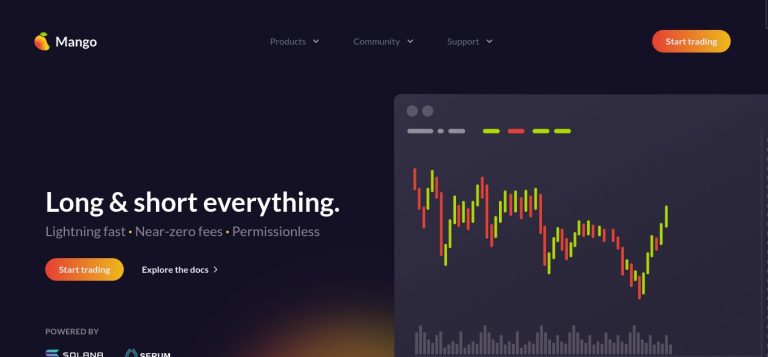 Mango
Products
Community
Support
Start trading
Long & short everything.
Lightning fast • Near-zero fees • Permissionless
Start trading
Explore the docs
POWERED BY
SOLANA
SERUM